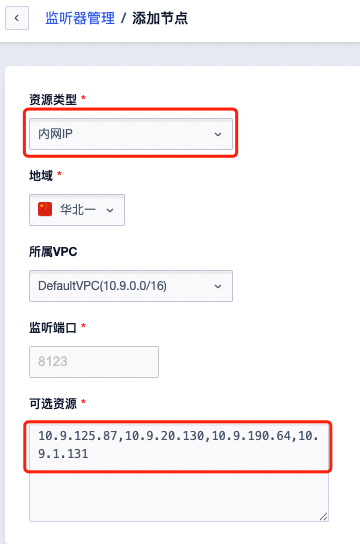 监听器管理 / 添加节点
资源类型 *
内网IP
地域 *
华北一
所属VPC
DefaultVPC(10.9.0.0/16)
监听端口 *
8123
可选资源 *
10.9.125.87,10.9.20.130,10.9.190.64,10.
9.1.131